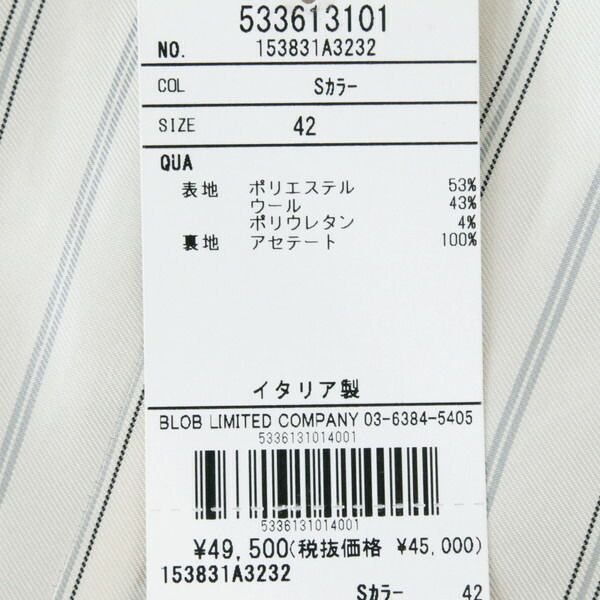 533613101
NO. 153831A3232
COL Sカラー
SIZE 42
QUA
表地 ポリエステル 53%
ウール 43%
ポリウレタン 4%
裏地 アセテート 100%
イタリア製
BLOB LIMITED COMPANY 03-6384-5405
5336131014001
5336131014001
¥49,500(税抜価格 ¥45,000)
153831A3232
Sカラー 42